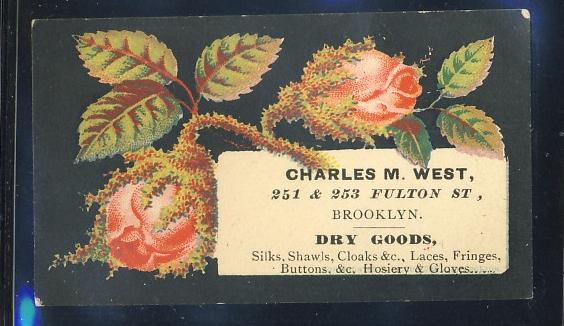 CHARLES M. WEST,
251 & 253 FULTON ST,
BROOKLYN.
DRY GOODS,
Silks, Shawls, Cloaks &c., Laces, Fringes,
Buttons, &c. Hosiery & Gloves.....